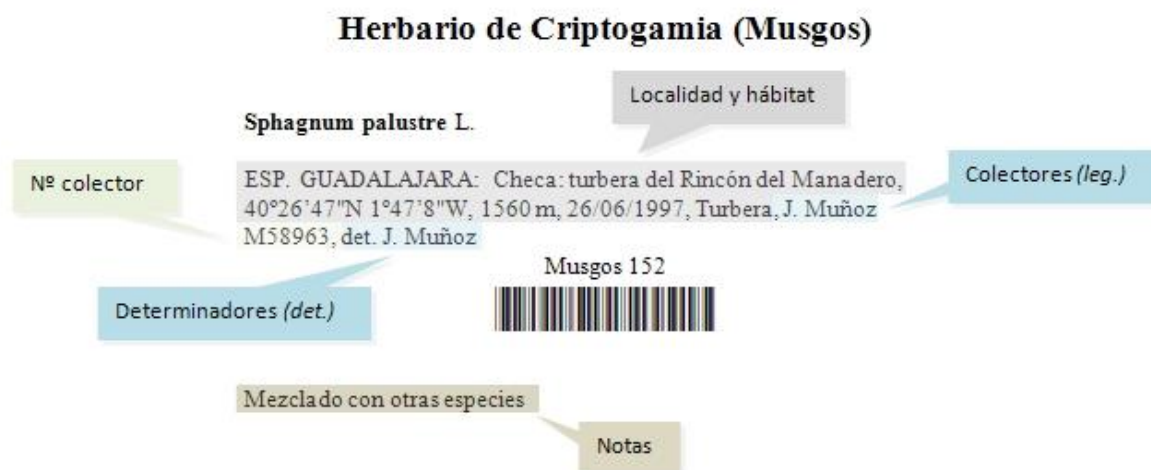 Herbario de Criptogamia (Musgos)
Localidad y hábitat
Sphagnum palustre L.
Nº colector
ESP. GUADALAJARA: Checa: turbera del Rincón del Manadero,
Colectores (leg.)
40°26'47"N 1°47'8"W, 1560 m, 26/06/1997, Turbera, J. Muñoz
M58963, det. J. Muñoz
Musgos 152
Determinadores (det.)
Mezclado con otras especies
Notas